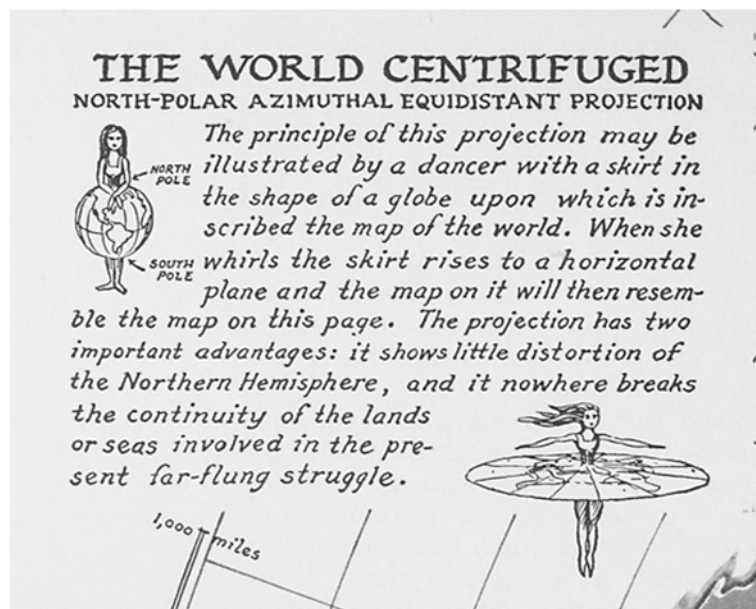 THE WORLD CENTRIFUGED
NORTH-POLAR AZIMUTHAL EQUIDISTANT PROJECTION
The principle of this projection may be
illustrated by a dancer with a skirt in
the shape of a globe upon which is in-
scribed the map of the world. When she
whirls the skirt rises to a horizontal
plane and the map on it will then resem-
ble the map on this page. The projection has two
important advantages: it shows little distortion of
the Northern Hemisphere, and it nowhere breaks
the continuity of the lands
or seas involved in the pre-
sent far-flung struggle.
NORTH
POLE
SOUTH
POLE
1,000 miles